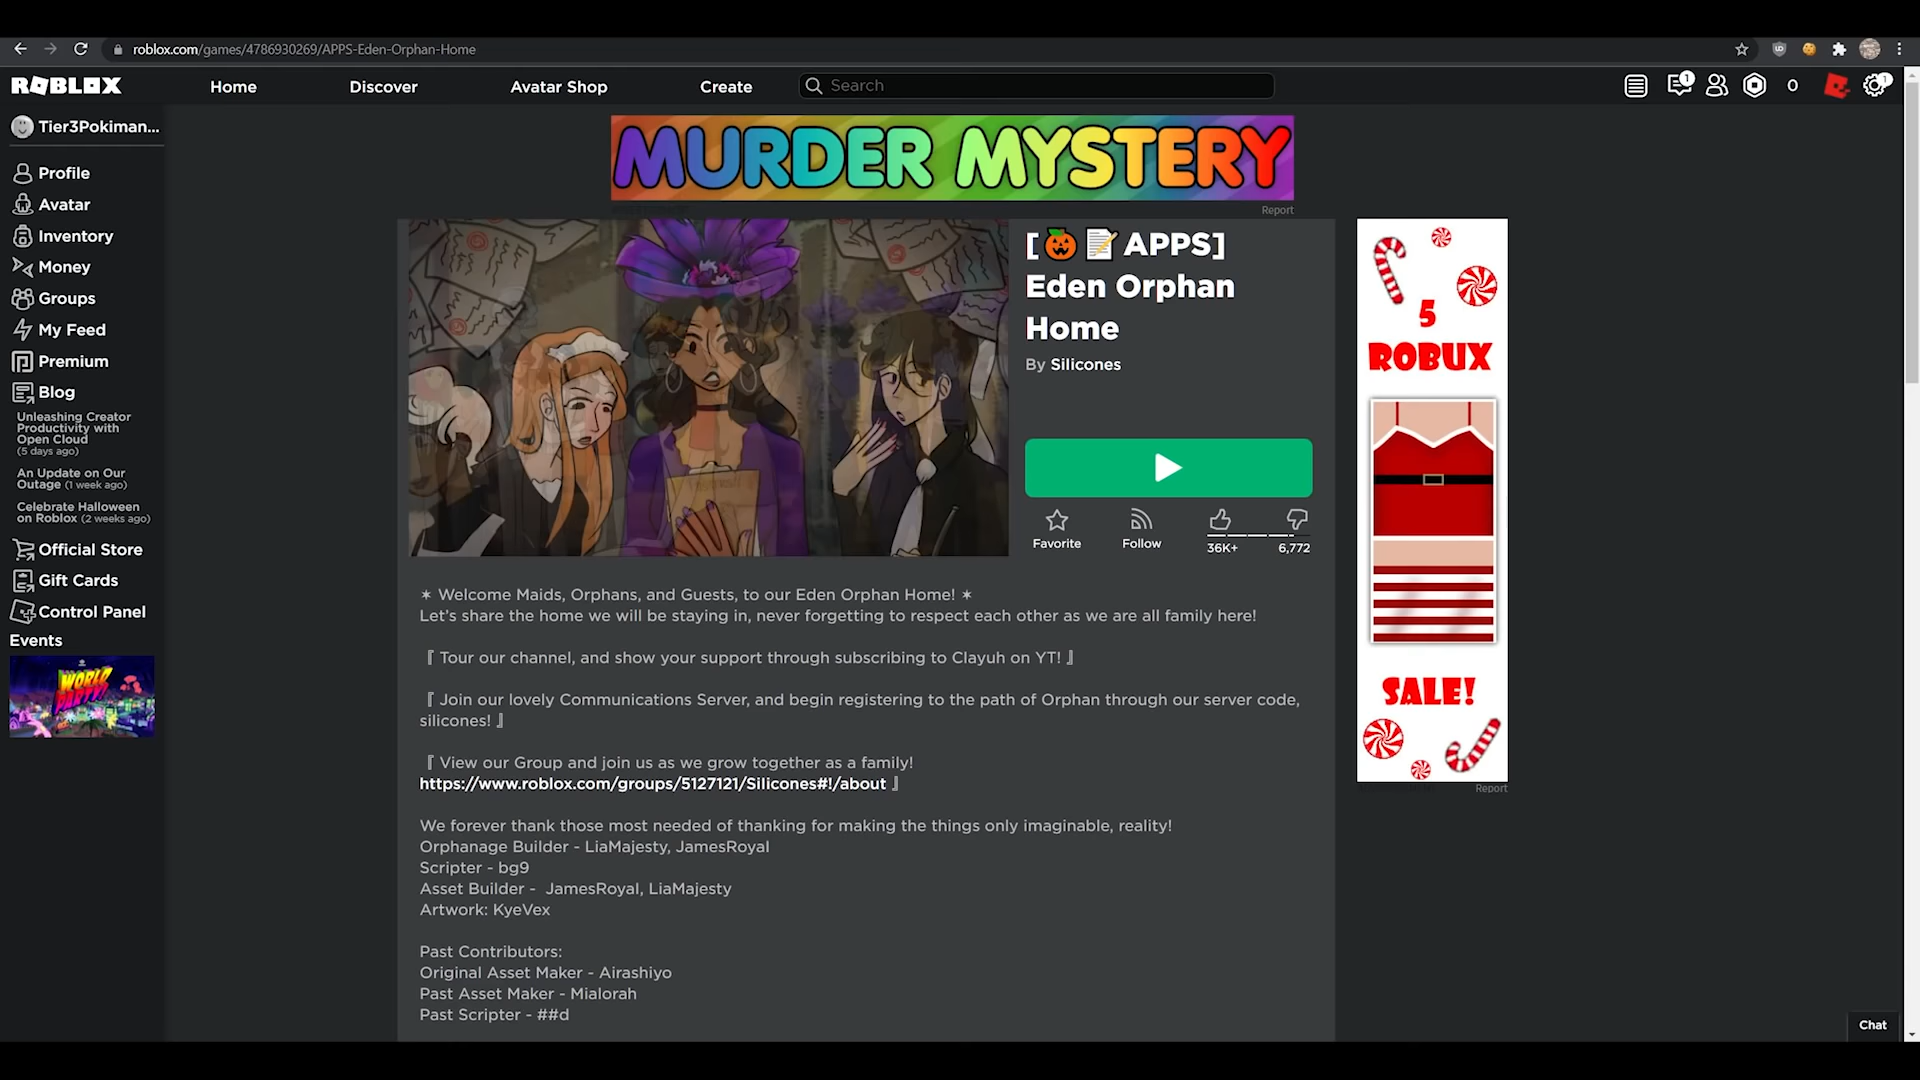 roblox.com/games/4786930269/APPS-Eden-Orphan-Home
ROBLOX
Home
Discover
Avatar Shop
Create
Search
1
0
1
Tier3Pokiman...
Profile
Avatar
Inventory
Money
Groups
My Feed
Premium
Blog
Unleashing Creator
Productivity with
Open Cloud
(5 days ago)
An Update on Our
Outage (1 week ago)
Celebrate Halloween
on Roblox (2 weeks ago)
Official Store
Gift Cards
Control Panel
Events
WORLD
PARTY!
MURDER MYSTERY
Report
[🎃📝 APPS]
Eden Orphan
Home
By Silicones
Favorite
Follow
36K+
6,772
✶ Welcome Maids, Orphans, and Guests, to our Eden Orphan Home! ✶
Let's share the home we will be staying in, never forgetting to respect each other as we are all family here!
『 Tour our channel, and show your support through subscribing to Clayuh on YT! 』
『 Join our lovely Communications Server, and begin registering to the path of Orphan through our server code,
silicones! 』
『 View our Group and join us as we grow together as a family!
https://www.roblox.com/groups/5127121/Silicones#!/about 』
We forever thank those most needed of thanking for making the things only imaginable, reality!
Orphanage Builder - LiaMajesty, JamesRoyal
Scripter - bg9
Asset Builder -  JamesRoyal, LiaMajesty
Artwork: KyeVex
Past Contributors:
Original Asset Maker - Airashiyo
Past Asset Maker - Mialorah
Past Scripter - ##d
5
ROBUX
SALE!
Report
Chat